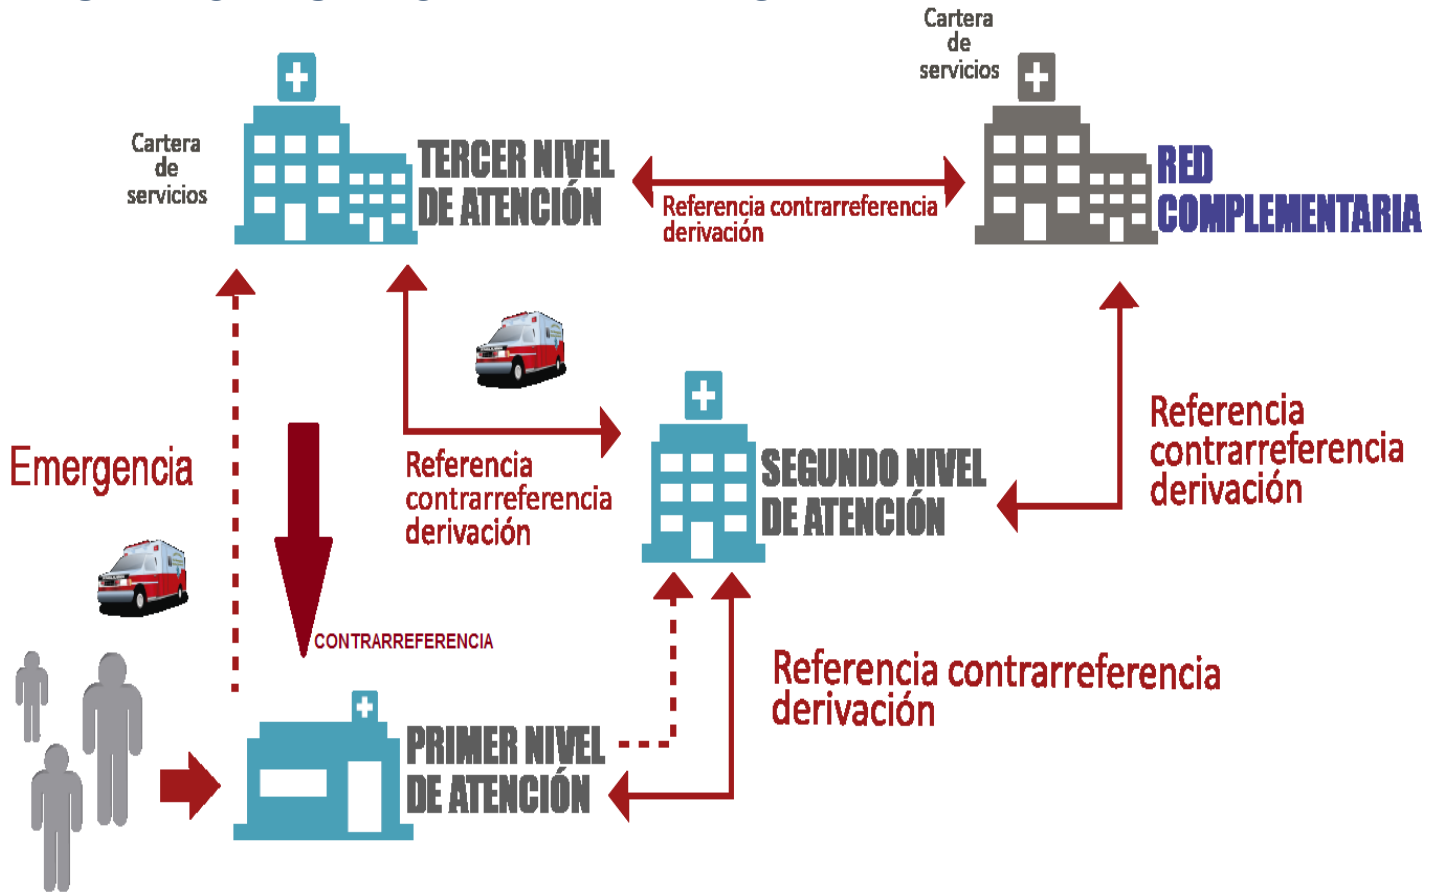 Cartera
de
servicios
Cartera
de
servicios
TERCER NIVEL
DE ATENCIÓN
RED
COMPLEMENTARIA
Referencia contrarreferencia
derivación
Emergencia
Referencia
contrarreferencia
derivación
SEGUNDO NIVEL
DE ATENCIÓN
Referencia
contrarreferencia
derivación
CONTRARREFERENCIA
Referencia contrarreferencia
derivación
PRIMER NIVEL
DE ATENCIÓN